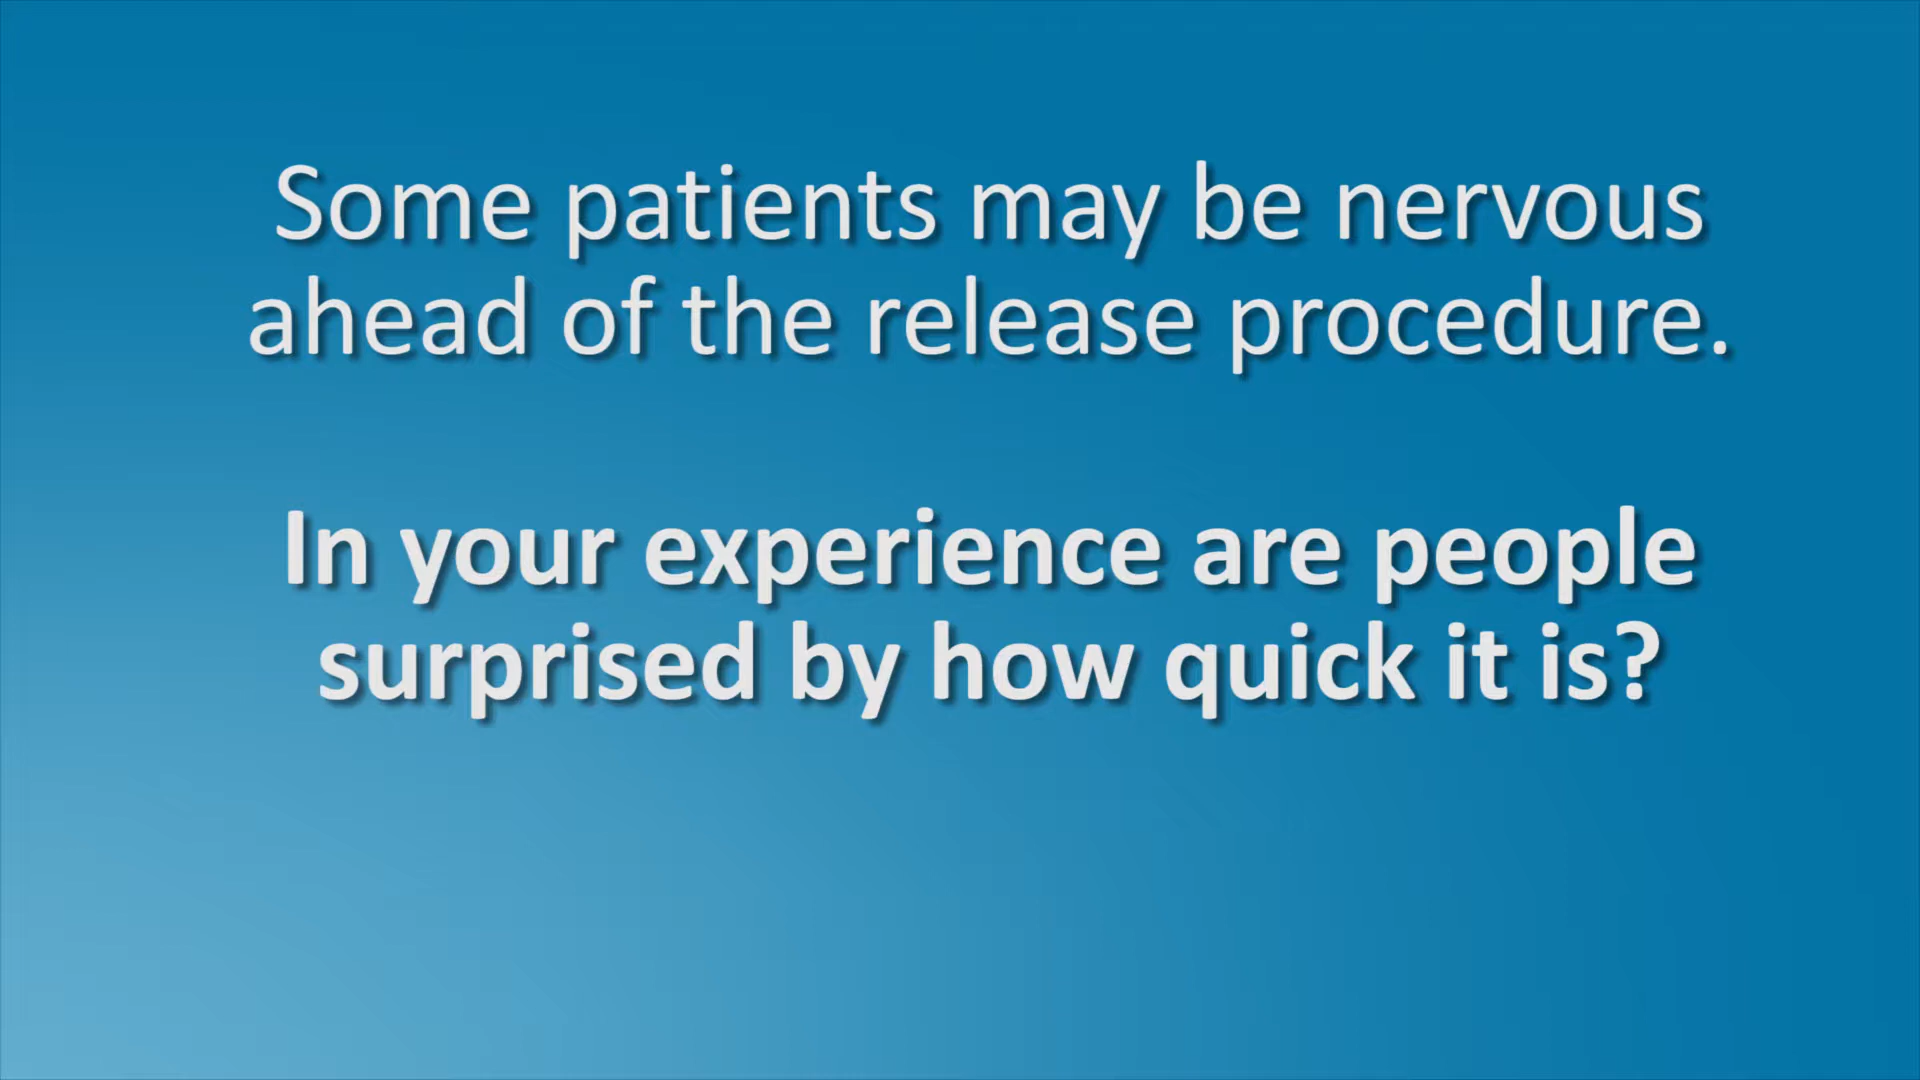 Some patients may be nervous
ahead of the release procedure.
In your experience are people
surprised by how quick it is?